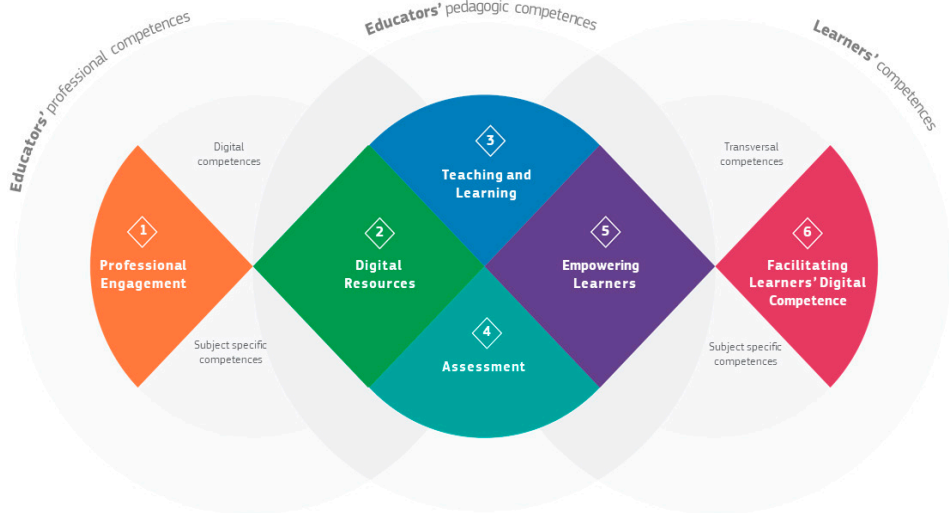 Educators' professional competences
Educators' pedagogic competences
Learners' competences
Digital
competences
Transversal
competences
1
Professional
Engagement
2
Digital
Resources
3
Teaching and
Learning
4
Assessment
5
Empowering
Learners
6
Facilitating
Learners' Digital
Competence
Subject specific
competences
Subject specific
competences